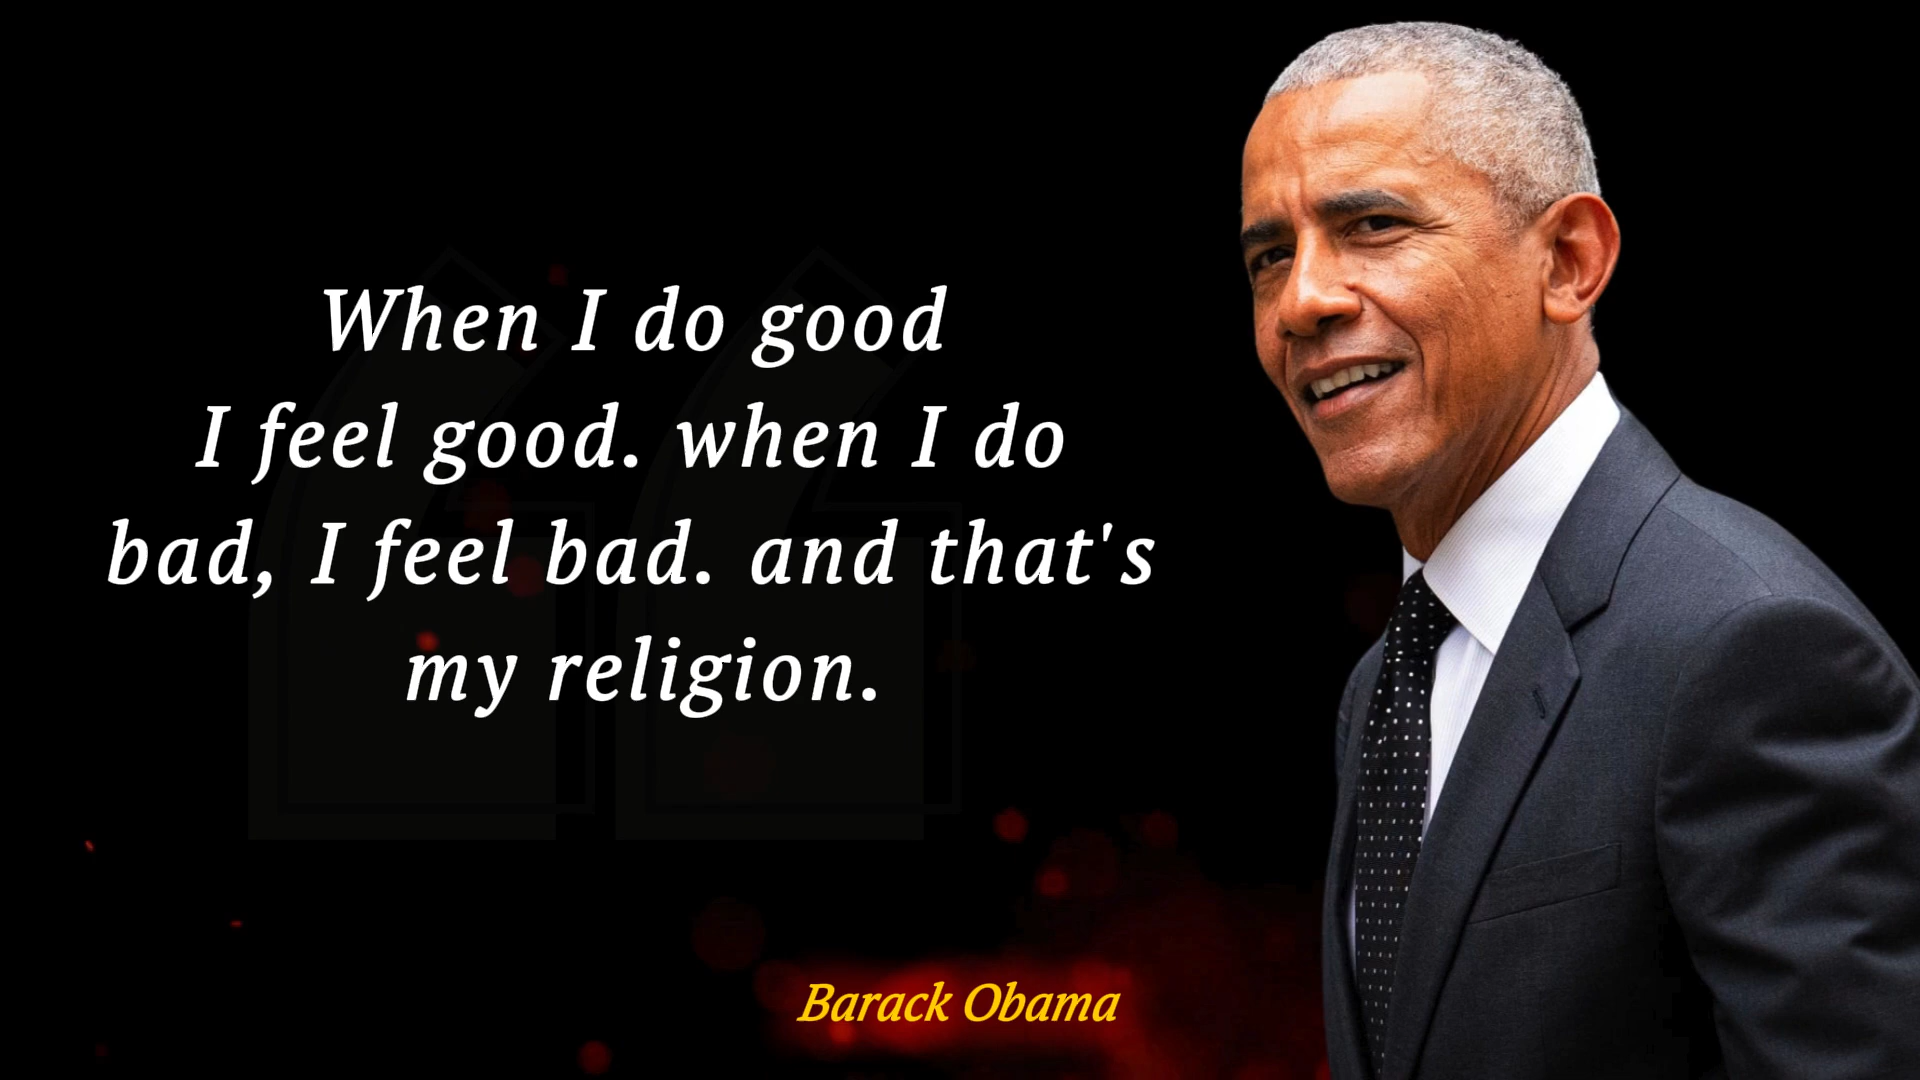 When I do good
I feel good. when I do
bad, I feel bad. and that's
my religion.
Barack Obama